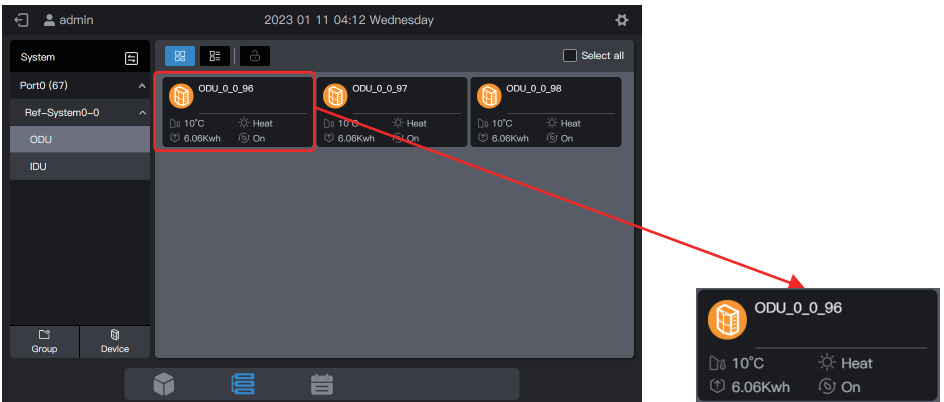 admin
2023 01 11 04:12 Wednesday
System
Select all
Port0 (67)
Ref-System0-0
ODU
IDU
ODU_0_0_96
10°C
Heat
6.06Kwh
On
ODU_0_0_97
10°C
Heat
6.06Kwh
On
ODU_0_0_98
10°C
Heat
6.06Kwh
On
Group
Device
ODU_0_0_96
10°C
Heat
6.06Kwh
On